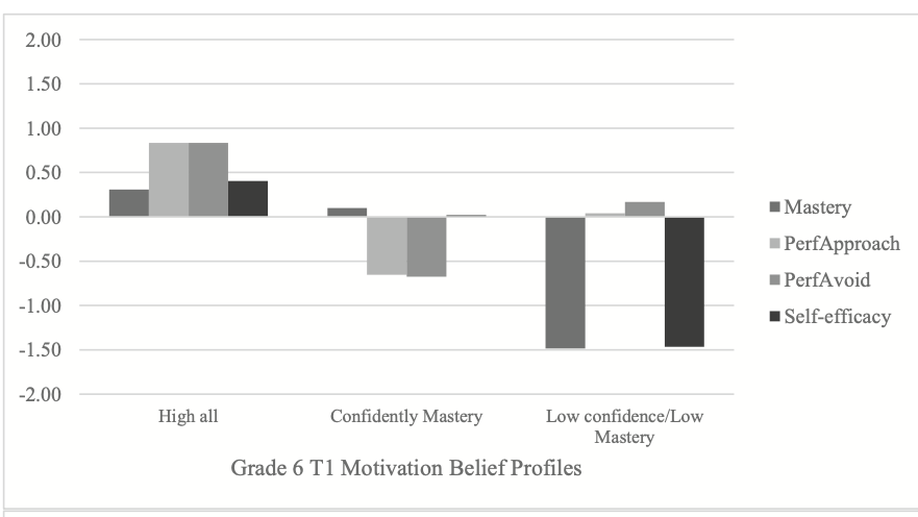 2.00
1.50
1.00
0.50
0.00
-0.50
-1.00
-1.50
-2.00
High all
Confidently Mastery
Low confidence/Low
Mastery
Grade 6 T1 Motivation Belief Profiles
Mastery
PerfApproach
PerfAvoid
Self-efficacy